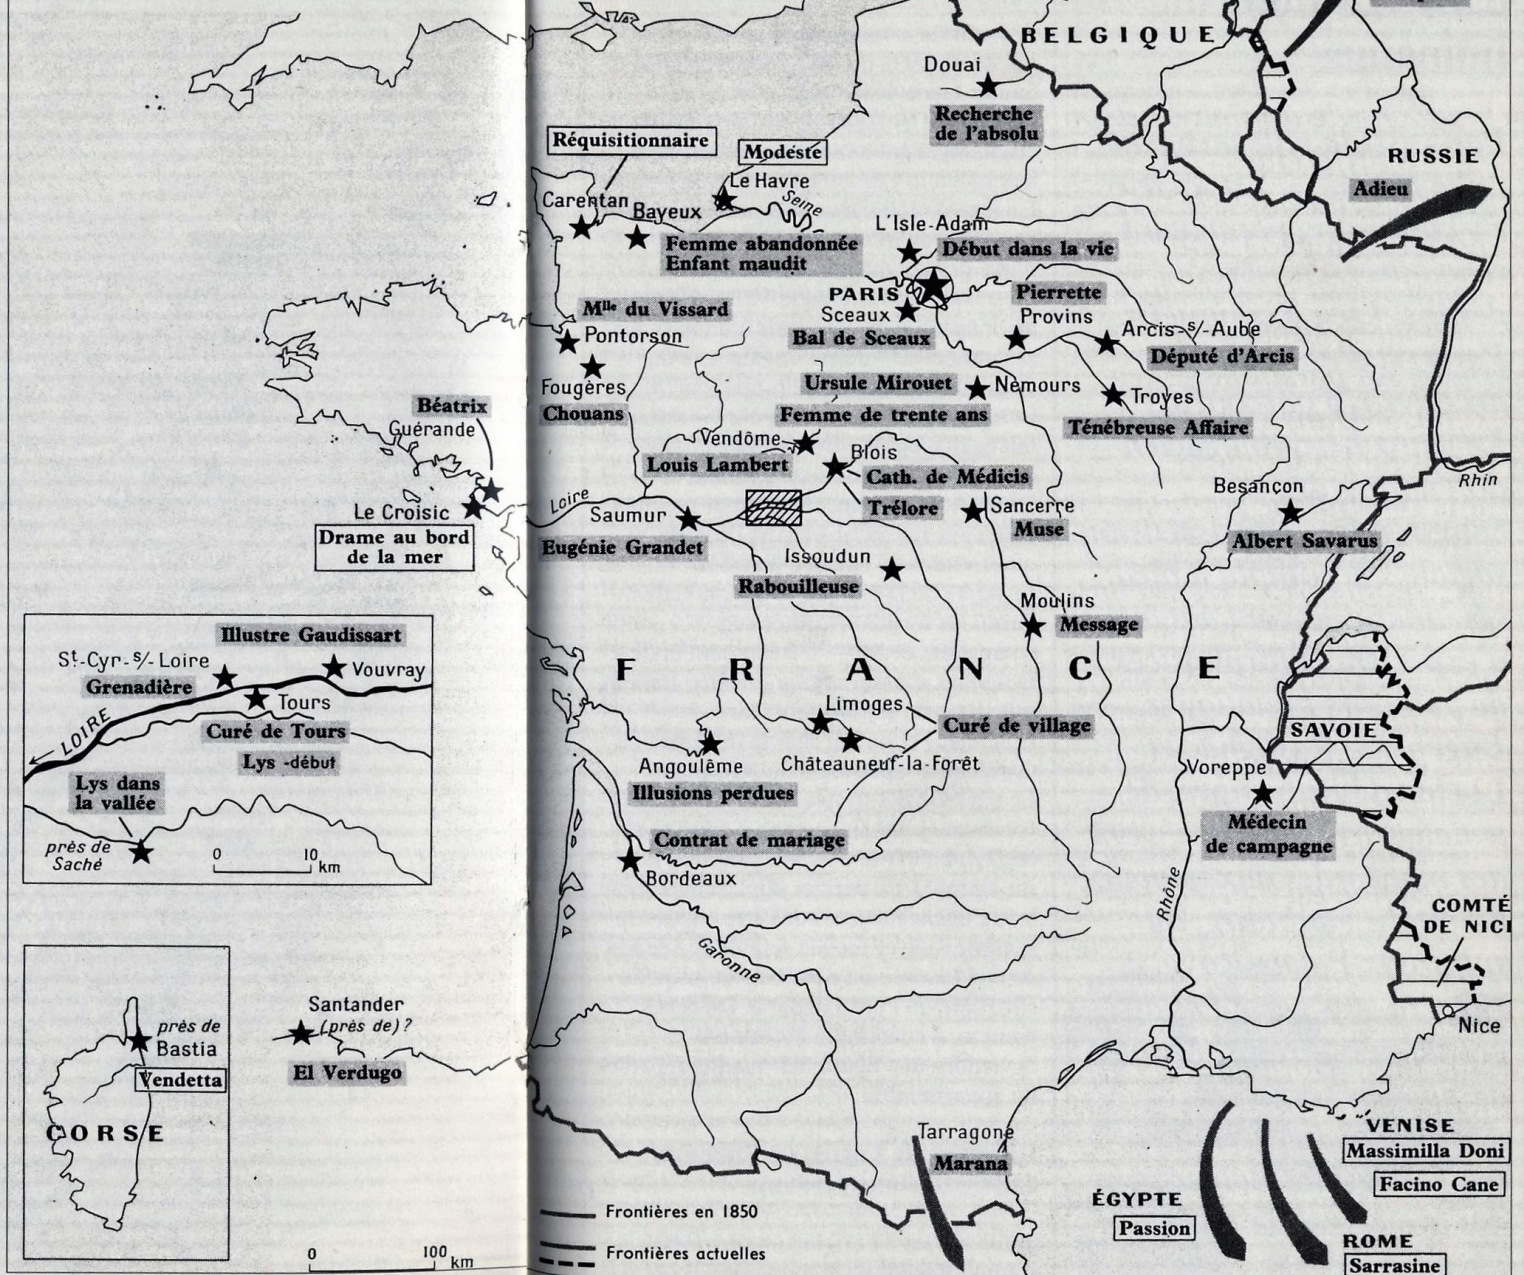 BELGIQUE
Douai
Recherche
de l'absolu
RUSSIE
Adieu
Réquisitionnaire
Modeste
Le Havre
Seine
Carentan
Bayeux
Femme abandonnée
Enfant maudit
L'Isle-Adam
Début dans la vie
PARIS
Sceaux
Bal de Sceaux
Pierrette
Provins
Arcis-s/-Aube
Député d'Arcis
Mlle du Vissard
Pontorson
Fougères
Chouans
Ursule Mirouet
Nemours
Troyes
Ténébreuse Affaire
Femme de trente ans
Vendôme
Louis Lambert
Blois
Cath. de Médicis
Trélore
Béatrix
Guérande
Le Croisic
Drame au bord
de la mer
Loire
Saumur
Eugénie Grandet
Sancerre
Muse
Besançon
Albert Savarus
Rhin
Issoudun
Rabouilleuse
Moulins
Message
FRANCE
Illustre Gaudissart
St-Cyr-s/-Loire
Grenadière
Vouvray
Tours
LOIRE
Curé de Tours
Lys -début
Lys dans
la vallée
près de
Saché
0 10
km
Limoges
Curé de village
Châteauneuf-la-Forêt
Angoulême
Illusions perdues
SAVOIE
Voreppe
Médecin
de campagne
Contrat de mariage
Bordeaux
Garonne
Rhône
COMTÉ
DE NICE
Nice
près de
Bastia
Vendetta
CORSE
Santander
(près de) ?
El Verdugo
Tarragone
Marana
VENISE
Massimilla Doni
Facino Cane
ÉGYPTE
Passion
ROME
Sarrasine
Frontières en 1850
Frontières actuelles
0 100
km